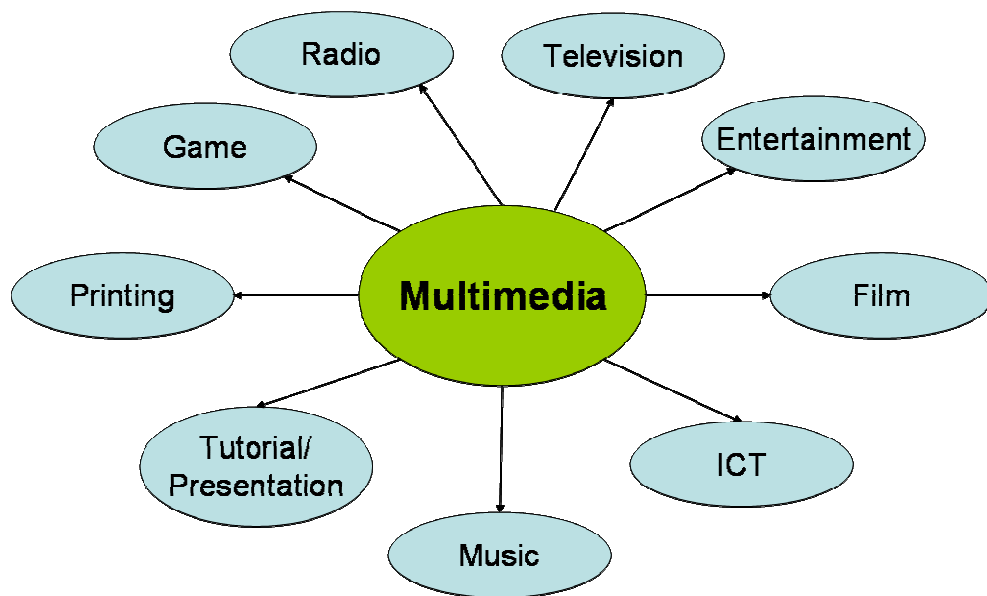 Radio
Television
Game
Entertainment
Printing
Multimedia
Film
Tutorial/
Presentation
ICT
Music